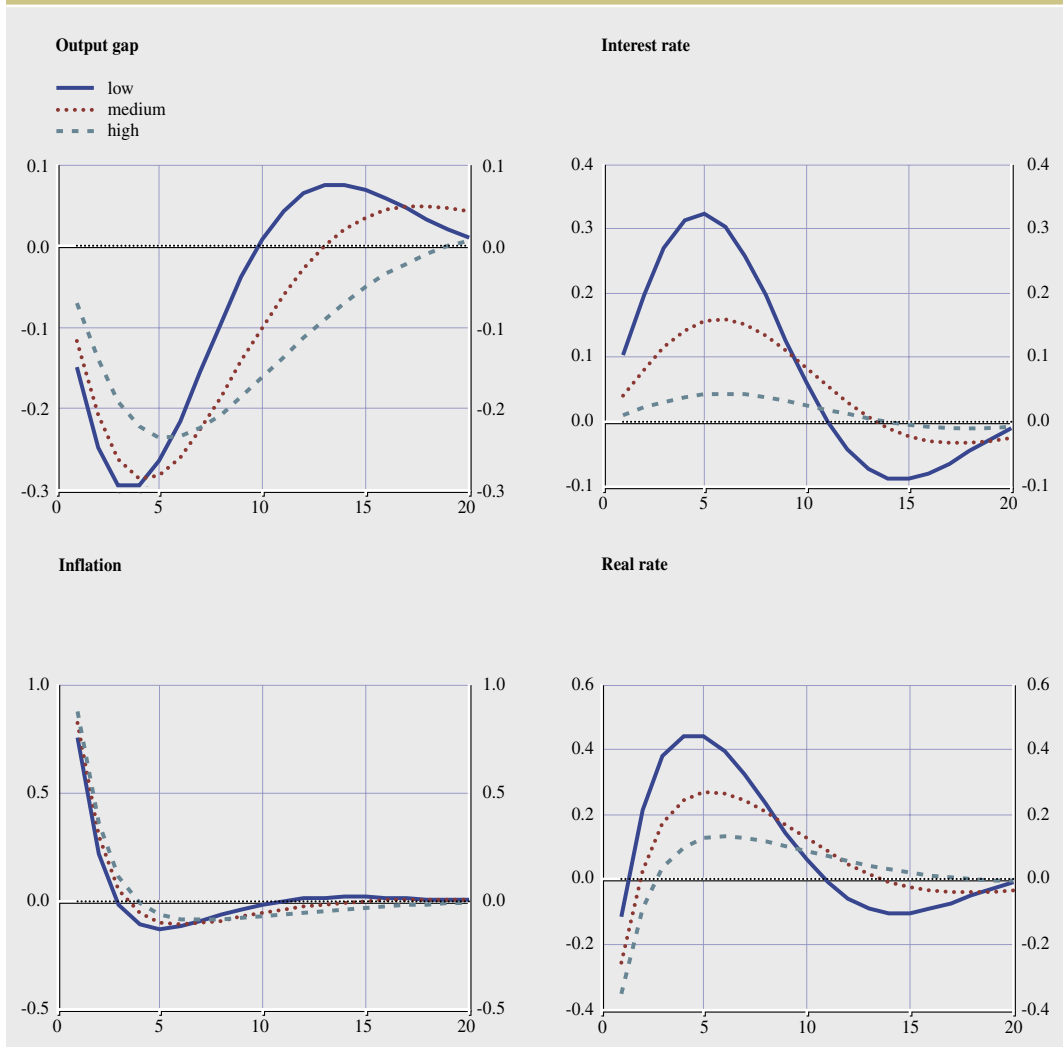 Output gap
low
medium
high
0.1 0.1
0.0 0.0
-0.1 -0.1
-0.2 -0.2
-0.3 -0.3
0 5 10 15 20
Interest rate
0.4 0.4
0.3 0.3
0.2 0.2
0.1 0.1
0.0 0.0
-0.1 -0.1
0 5 10 15 20
Inflation
1.0 1.0
0.5 0.5
0.0 0.0
-0.5 -0.5
0 5 10 15 20
Real rate
0.6 0.6
0.4 0.4
0.2 0.2
0.0 0.0
-0.2 -0.2
-0.4 -0.4
0 5 10 15 20